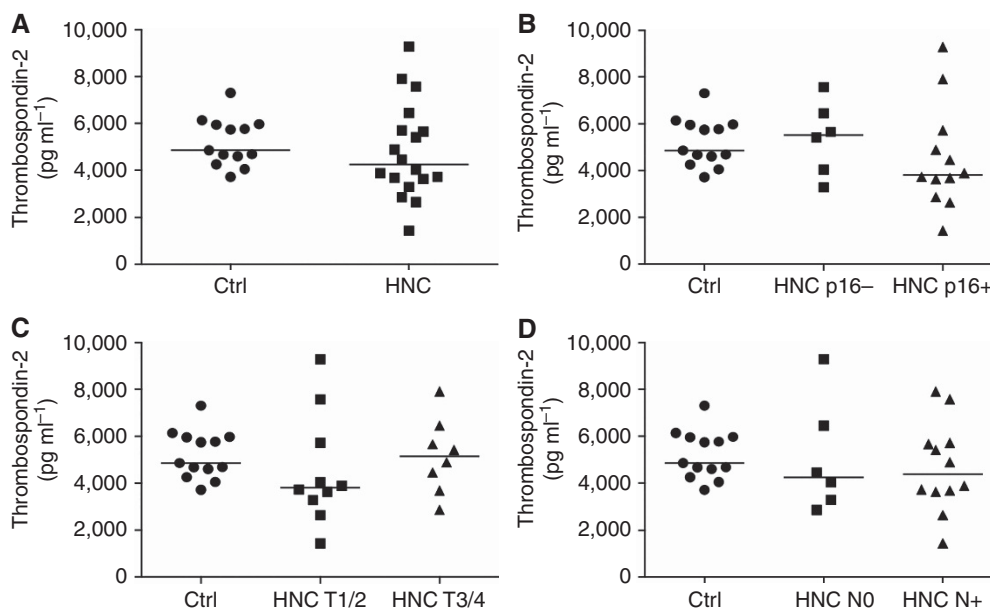 A
Thrombospondin-2
(pg ml⁻¹)
10,000
8,000
6,000
4,000
2,000
0
Ctrl
HNC
B
Thrombospondin-2
(pg ml⁻¹)
10,000
8,000
6,000
4,000
2,000
0
Ctrl
HNC p16–
HNC p16+
C
Thrombospondin-2
(pg ml⁻¹)
10,000
8,000
6,000
4,000
2,000
0
Ctrl
HNC T1/2
HNC T3/4
D
Thrombospondin-2
(pg ml⁻¹)
10,000
8,000
6,000
4,000
2,000
0
Ctrl
HNC N0
HNC N+